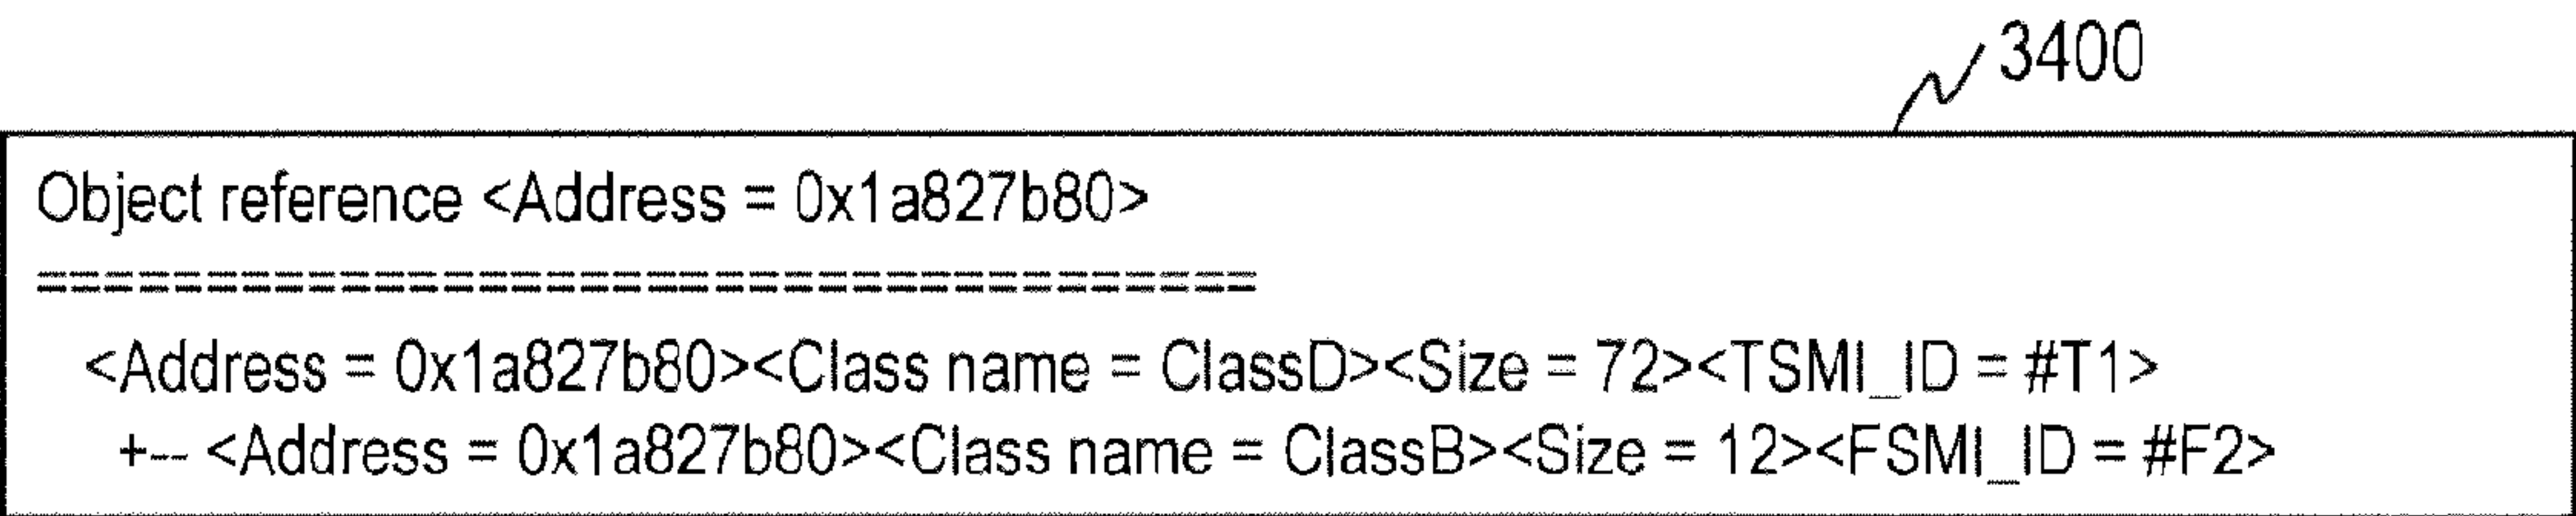 3400
Object reference <Address = 0x1a827b80>
====================================
<Address = 0x1a827b80><Class name = ClassD><Size = 72><TSMI_ID = #T1>
+-- <Address = 0x1a827b80><Class name = ClassB><Size = 12><FSMI_ID = #F2>